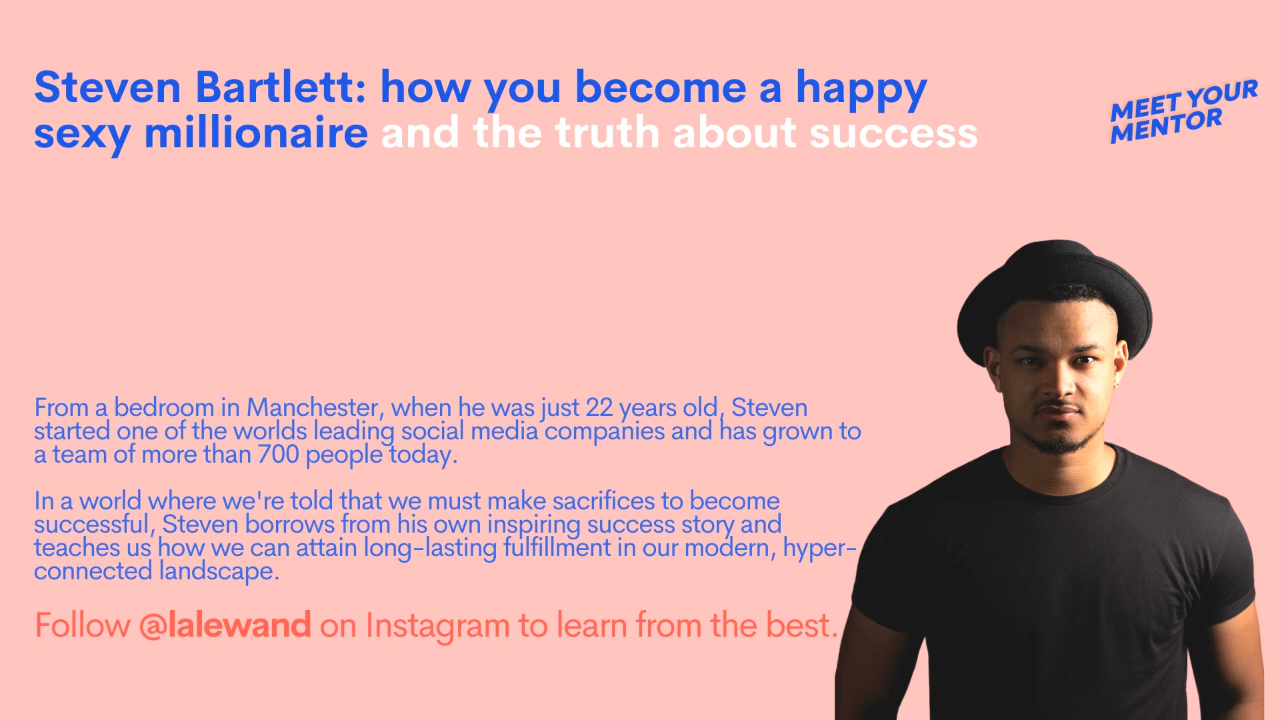 Steven Bartlett: how you become a happy
sexy millionaire and the truth about success
MEET YOUR
MENTOR
From a bedroom in Manchester, when he was just 22 years old, Steven
started one of the worlds leading social media companies and has grown to
a team of more than 700 people today.
In a world where we're told that we must make sacrifices to become
successful, Steven borrows from his own inspiring success story and
teaches us how we can attain long-lasting fulfillment in our modern, hyper-
connected landscape.
Follow @lalewand on Instagram to learn from the best.